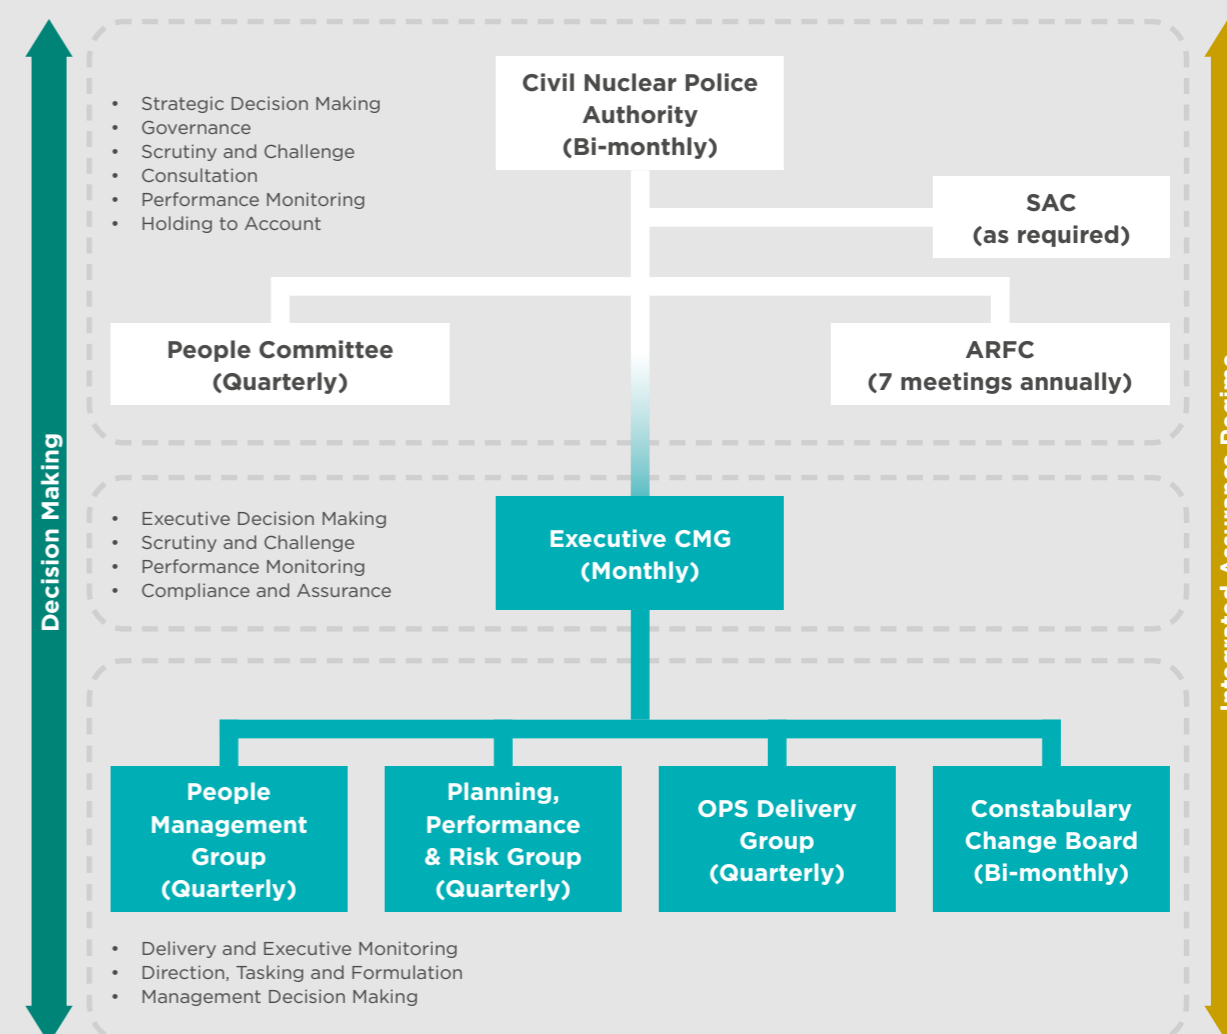 Civil Nuclear Police
Authority
(Bi-monthly)
• Strategic Decision Making
• Governance
• Scrutiny and Challenge
• Consultation
• Performance Monitoring
• Holding to Account
SAC
(as required)
People Committee
(Quarterly)
ARFC
(7 meetings annually)
Decision Making
Integrated Assurance Regime
• Executive Decision Making
• Scrutiny and Challenge
• Performance Monitoring
• Compliance and Assurance
Executive CMG
(Monthly)
People
Management
Group
(Quarterly)
Planning,
Performance
& Risk Group
(Quarterly)
OPS Delivery
Group
(Quarterly)
Constabulary
Change Board
(Bi-monthly)
• Delivery and Executive Monitoring
• Direction, Tasking and Formulation
• Management Decision Making